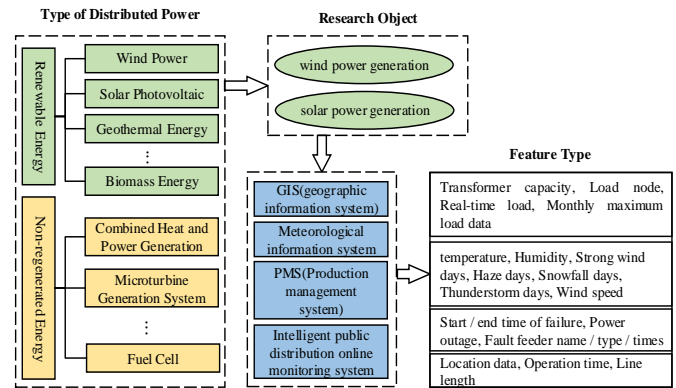 Type of Distributed Power
Renewable Energy
Wind Power
Solar Photovoltaic
Geothermal Energy
...
Biomass Energy
Non-regenerated Energy
Combined Heat and
Power Generation
Microturbine
Generation System
...
Fuel Cell
Research Object
wind power generation
solar power generation
GIS(geographic
information system)
Meteorological
information system
PMS(Production
management
system)
Intelligent public
distribution online
monitoring system
Feature Type
Transformer capacity, Load node,
Real-time load, Monthly maximum
load data
temperature, Humidity, Strong wind
days, Haze days, Snowfall days,
Thunderstorm days, Wind speed
Start / end time of failure, Power
outage, Fault feeder name / type / times
Location data, Operation time, Line
length